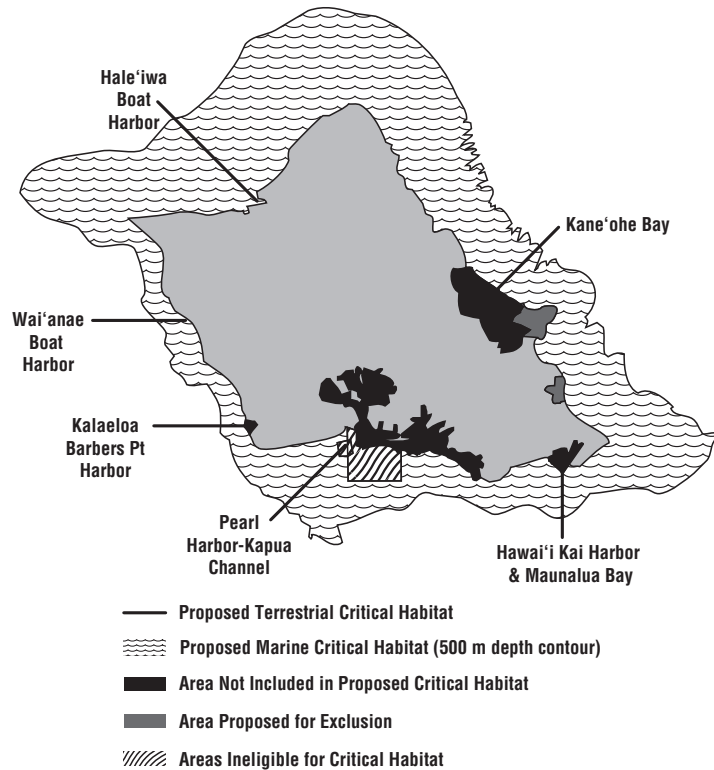 Hale‘iwa
Boat
Harbor
Kane‘ohe Bay
Wai‘anae
Boat
Harbor
Kalaeloa
Barbers Pt
Harbor
Pearl
Harbor-Kapua
Channel
Hawai‘i Kai Harbor
& Maunalua Bay
Proposed Terrestrial Critical Habitat
Proposed Marine Critical Habitat (500 m depth contour)
Area Not Included in Proposed Critical Habitat
Area Proposed for Exclusion
Areas Ineligible for Critical Habitat